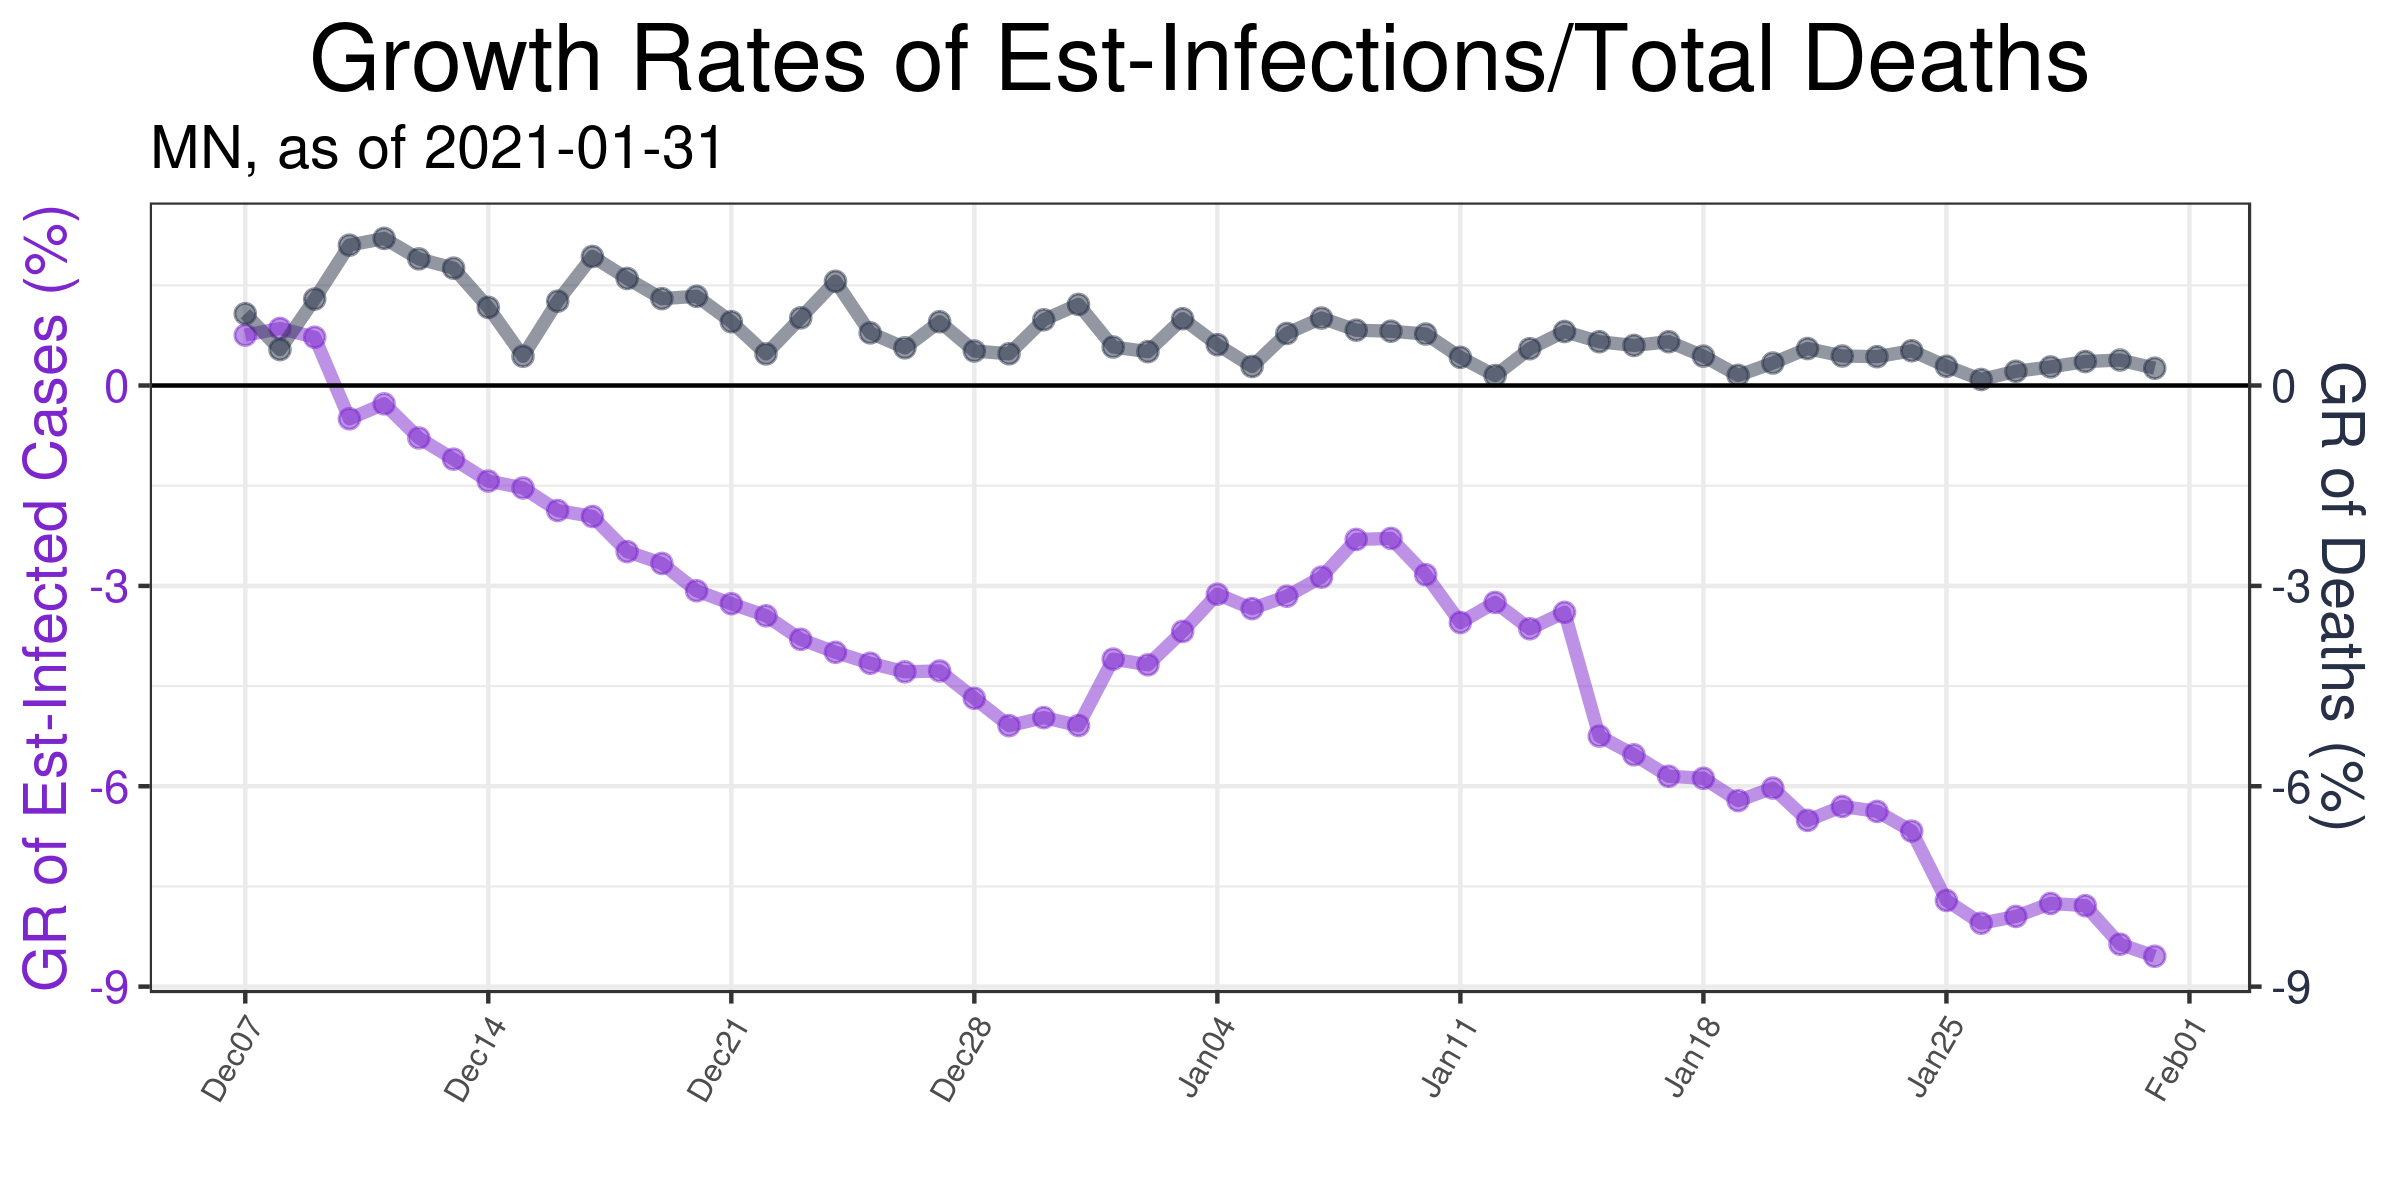 Growth Rates of Est-Infections/Total Deaths
MN, as of 2021-01-31
GR of Est-Infected Cases (%)
0
-3
-6
-9
0
-3
-6
-9
GR of Deaths (%)
Dec07
Dec14
Dec21
Dec28
Jan04
Jan11
Jan18
Jan25
Feb01